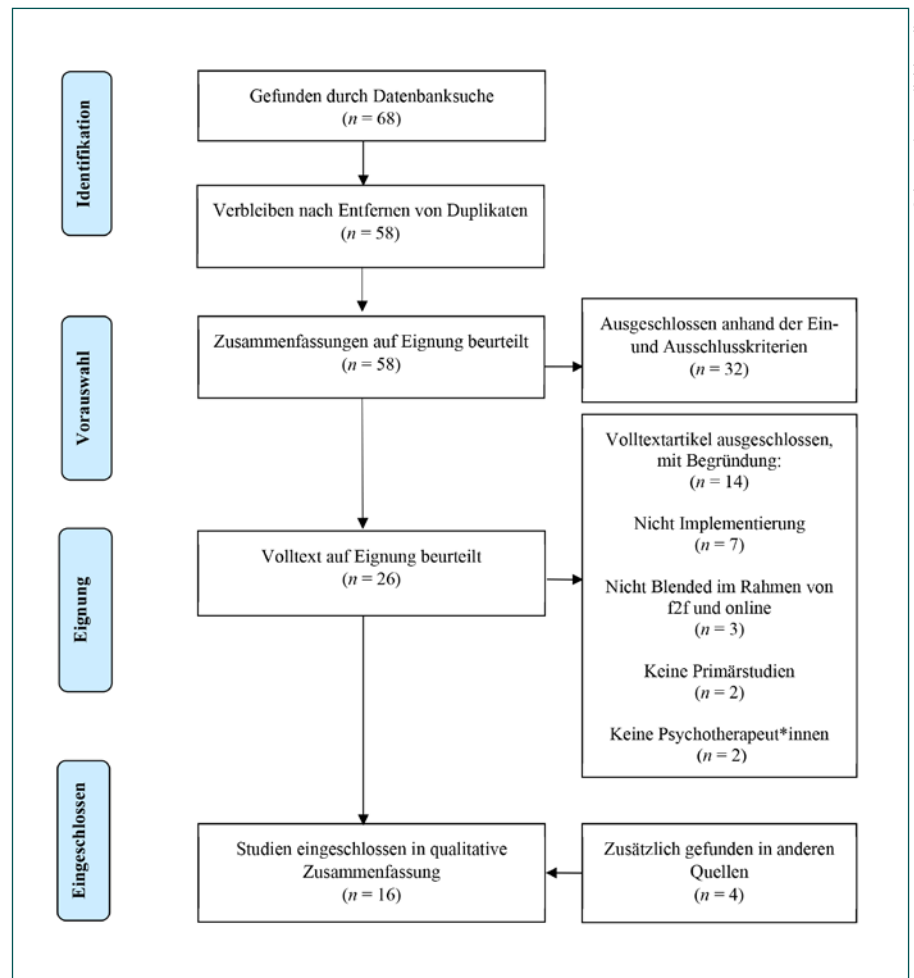 Identifikation
Gefunden durch Datenbanksuche
(n = 68)
Verbleiben nach Entfernen von Duplikaten
(n = 58)
Vorauswahl
Zusammenfassungen auf Eignung beurteilt
(n = 58)
Ausgeschlossen anhand der Ein-
und Ausschlusskriterien
(n = 32)
Eignung
Volltext auf Eignung beurteilt
(n = 26)
Volltextartikel ausgeschlossen,
mit Begründung:
(n = 14)
Nicht Implementierung
(n = 7)
Nicht Blended im Rahmen von
f2f und online
(n = 3)
Keine Primärstudien
(n = 2)
Keine Psychotherapeut*innen
(n = 2)
Eingeschlossen
Studien eingeschlossen in qualitative
Zusammenfassung
(n = 16)
Zusätzlich gefunden in anderen
Quellen
(n = 4)